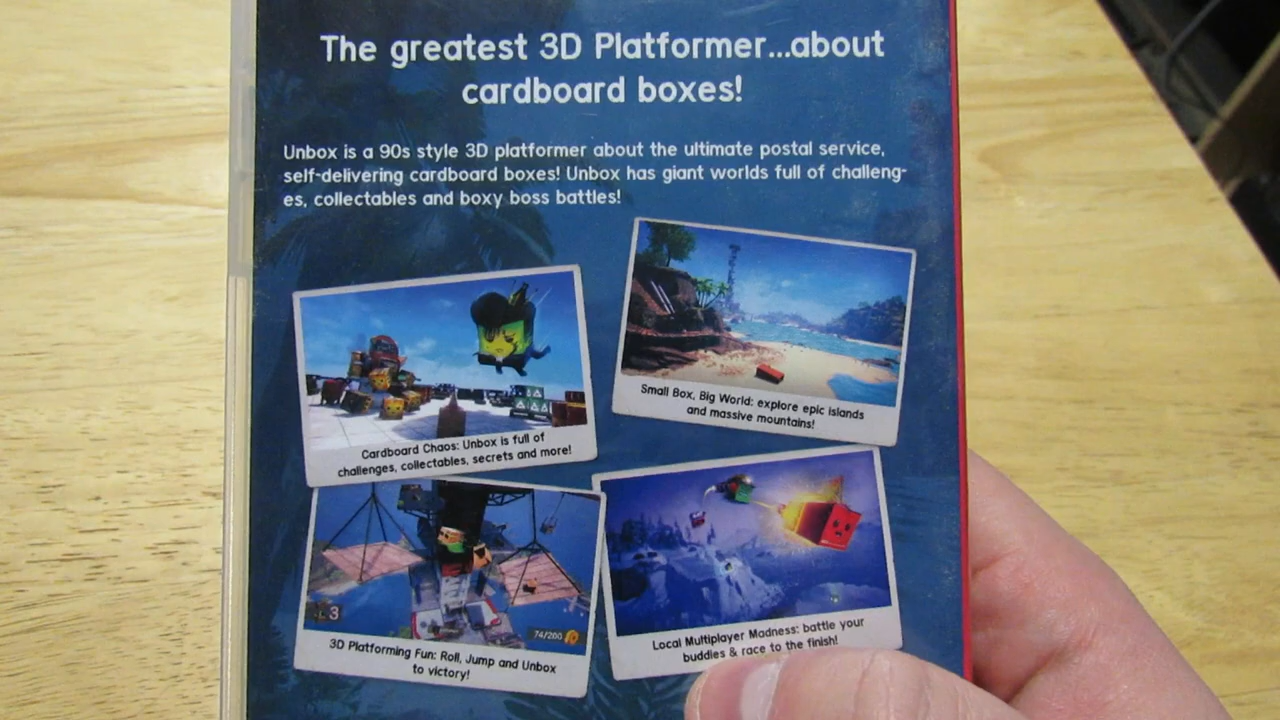 The greatest 3D Platformer...about
cardboard boxes!
Unbox is a 90s style 3D platformer about the ultimate postal service,
self-delivering cardboard boxes! Unbox has giant worlds full of challeng-
es, collectables and boxy boss battles!
Small Box, Big World: explore epic islands
and massive mountains!
Cardboard Chaos: Unbox is full of
challenges, collectables, secrets and more!
3
74/200
3D Platforming Fun: Roll, Jump and Unbox
to victory!
Local Multiplayer Madness: battle your
buddies & race to the finish!